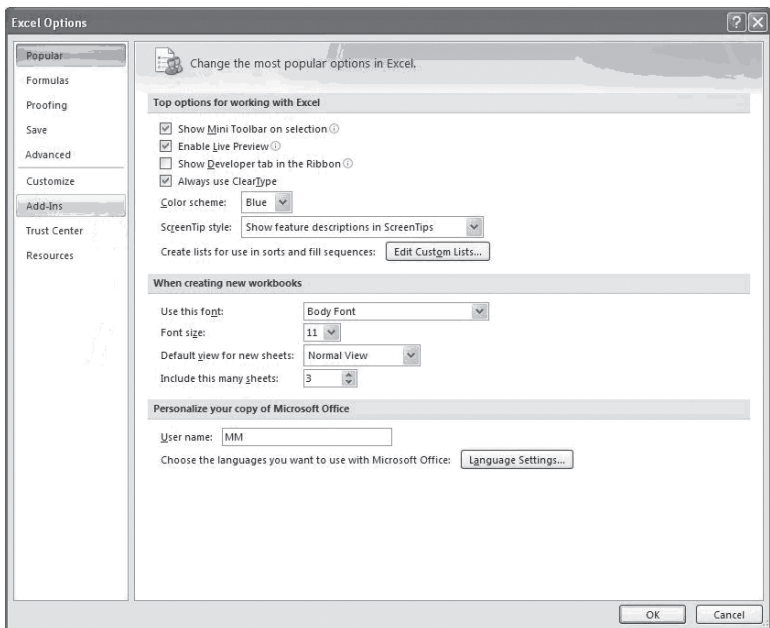 Excel Options
Popular
Formulas
Proofing
Save
Advanced
Customize
Add-Ins
Trust Center
Resources
Change the most popular options in Excel.
Top options for working with Excel
Show Mini Toolbar on selection
Enable Live Preview
Show Developer tab in the Ribbon
Always use ClearType
Color scheme: Blue
ScreenTip style: Show feature descriptions in ScreenTips
Create lists for use in sorts and fill sequences: Edit Custom Lists...
When creating new workbooks
Use this font: Body Font
Font size: 11
Default view for new sheets: Normal View
Include this many sheets: 3
Personalize your copy of Microsoft Office
User name: MM
Choose the languages you want to use with Microsoft Office: Language Settings...
OK Cancel